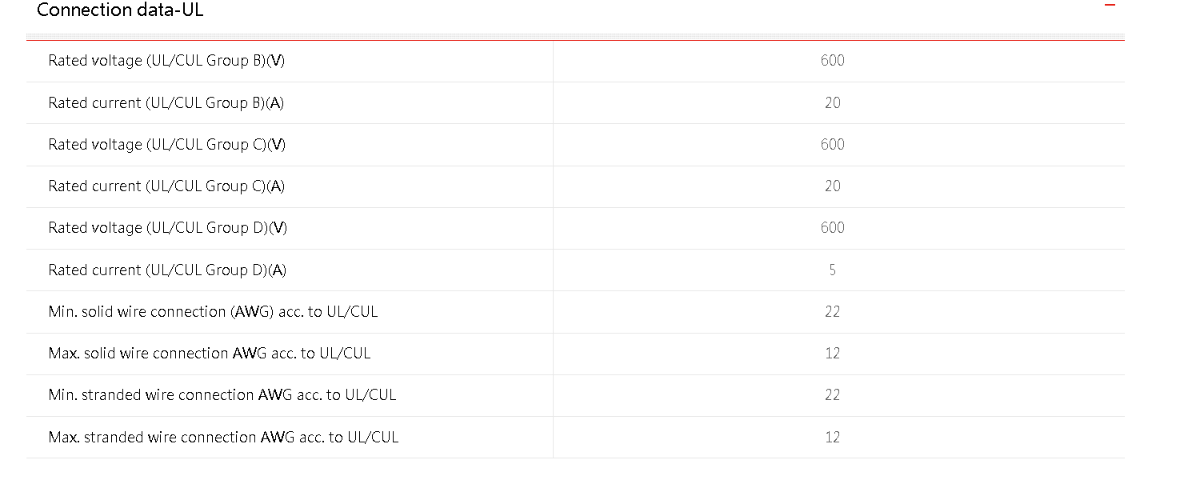 Connection data-UL
Rated voltage (UL/CUL Group B)(V) 600
Rated current (UL/CUL Group B)(A) 20
Rated voltage (UL/CUL Group C)(V) 600
Rated current (UL/CUL Group C)(A) 20
Rated voltage (UL/CUL Group D)(V) 600
Rated current (UL/CUL Group D)(A) 5
Min. solid wire connection (AWG) acc. to UL/CUL 22
Max. solid wire connection AWG acc. to UL/CUL 12
Min. stranded wire connection AWG acc. to UL/CUL 22
Max. stranded wire connection AWG acc. to UL/CUL 12